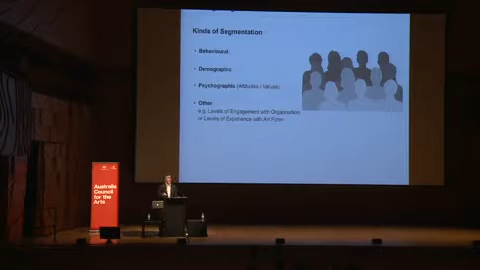 Kinds of Segmentation
• Behavioural
• Demographic
• Psychographic (Attitudes / Values)
• Other
e.g. Levels of Engagement with Organisation
or Levels of Experience with Art Form
Australia
Council
for the
Arts